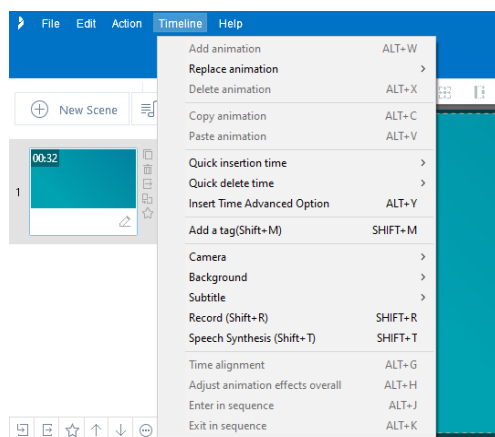 File Edit Action Timeline Help
Add animation ALT+W
Replace animation
Delete animation ALT+X
Copy animation ALT+C
Paste animation ALT+V
Quick insertion time
Quick delete time
Insert Time Advanced Option ALT+Y
Add a tag(Shift+M) SHIFT+M
Camera
Background
Subtitle
Record (Shift+R) SHIFT+R
Speech Synthesis (Shift+T) SHIFT+T
Time alignment ALT+G
Adjust animation effects overall ALT+H
Enter in sequence ALT+J
Exit in sequence ALT+K
New Scene
00:32
1